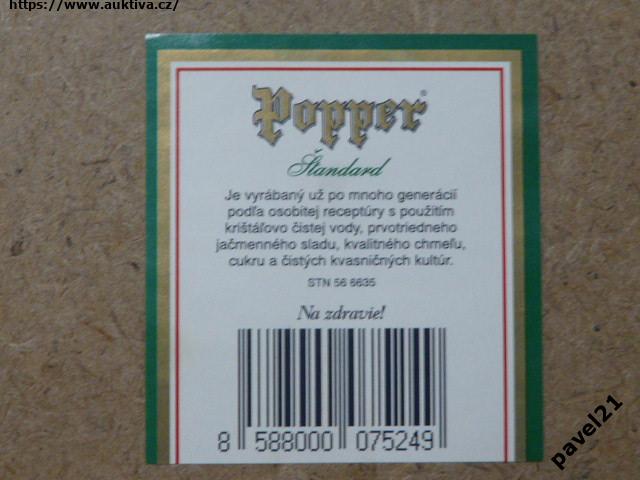 https://www.auktiva.cz/
Popper®
Štandard
Je vyrábaný už po mnoho generácií
podľa osobitej receptúry s použitím
krištáľovo čistej vody, prvotriedneho
jačmenného sladu, kvalitného chmeľu,
cukru a čistých kvasničných kultúr.
STN 56 6635
Na zdravie!
8 588000 075249
pavel21